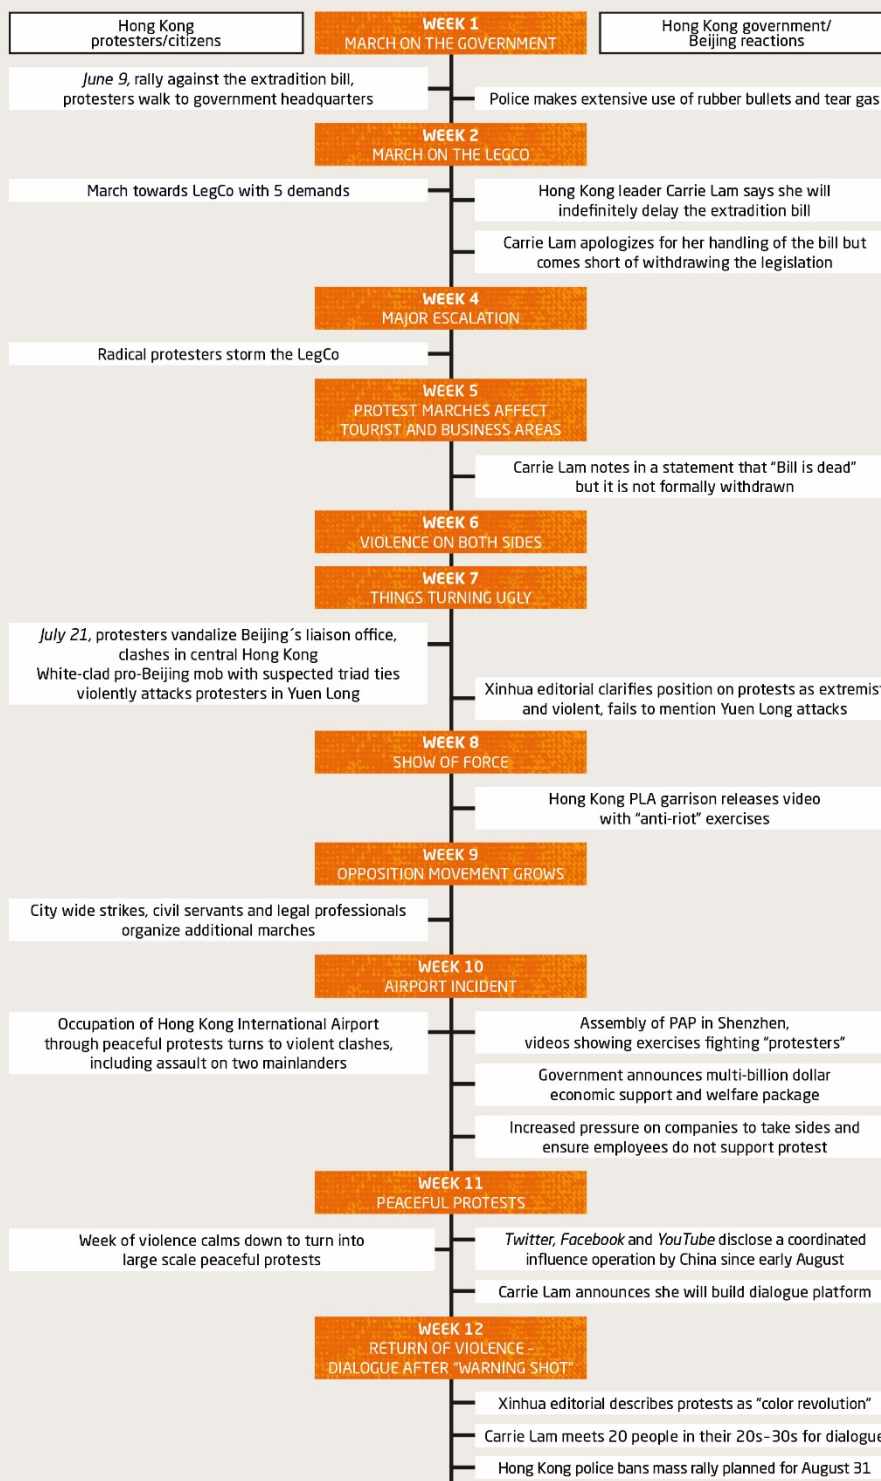 Hong Kong
protesters/citizens
WEEK 1
MARCH ON THE GOVERNMENT
Hong Kong government/
Beijing reactions
June 9, rally against the extradition bill,
protesters walk to government headquarters
Police makes extensive use of rubber bullets and tear gas
WEEK 2
MARCH ON THE LEGCO
March towards LegCo with 5 demands
Hong Kong leader Carrie Lam says she will
indefinitely delay the extradition bill
Carrie Lam apologizes for her handling of the bill but
comes short of withdrawing the legislation
WEEK 4
MAJOR ESCALATION
Radical protesters storm the LegCo
WEEK 5
PROTEST MARCHES AFFECT
TOURIST AND BUSINESS AREAS
Carrie Lam notes in a statement that "Bill is dead"
but it is not formally withdrawn
WEEK 6
VIOLENCE ON BOTH SIDES
WEEK 7
THINGS TURNING UGLY
July 21, protesters vandalize Beijing´s liaison office,
clashes in central Hong Kong
White-clad pro-Beijing mob with suspected triad ties
violently attacks protesters in Yuen Long
Xinhua editorial clarifies position on protests as extremist
and violent, fails to mention Yuen Long attacks
WEEK 8
SHOW OF FORCE
Hong Kong PLA garrison releases video
with "anti-riot" exercises
WEEK 9
OPPOSITION MOVEMENT GROWS
City wide strikes, civil servants and legal professionals
organize additional marches
WEEK 10
AIRPORT INCIDENT
Occupation of Hong Kong International Airport
through peaceful protests turns to violent clashes,
including assault on two mainlanders
Assembly of PAP in Shenzhen,
videos showing exercises fighting "protesters"
Government announces multi-billion dollar
economic support and welfare package
Increased pressure on companies to take sides and
ensure employees do not support protest
WEEK 11
PEACEFUL PROTESTS
Week of violence calms down to turn into
large scale peaceful protests
Twitter, Facebook and YouTube disclose a coordinated
influence operation by China since early August
Carrie Lam announces she will build dialogue platform
WEEK 12
RETURN OF VIOLENCE –
DIALOGUE AFTER "WARNING SHOT"
Xinhua editorial describes protests as "color revolution"
Carrie Lam meets 20 people in their 20s–30s for dialogue
Hong Kong police bans mass rally planned for August 31